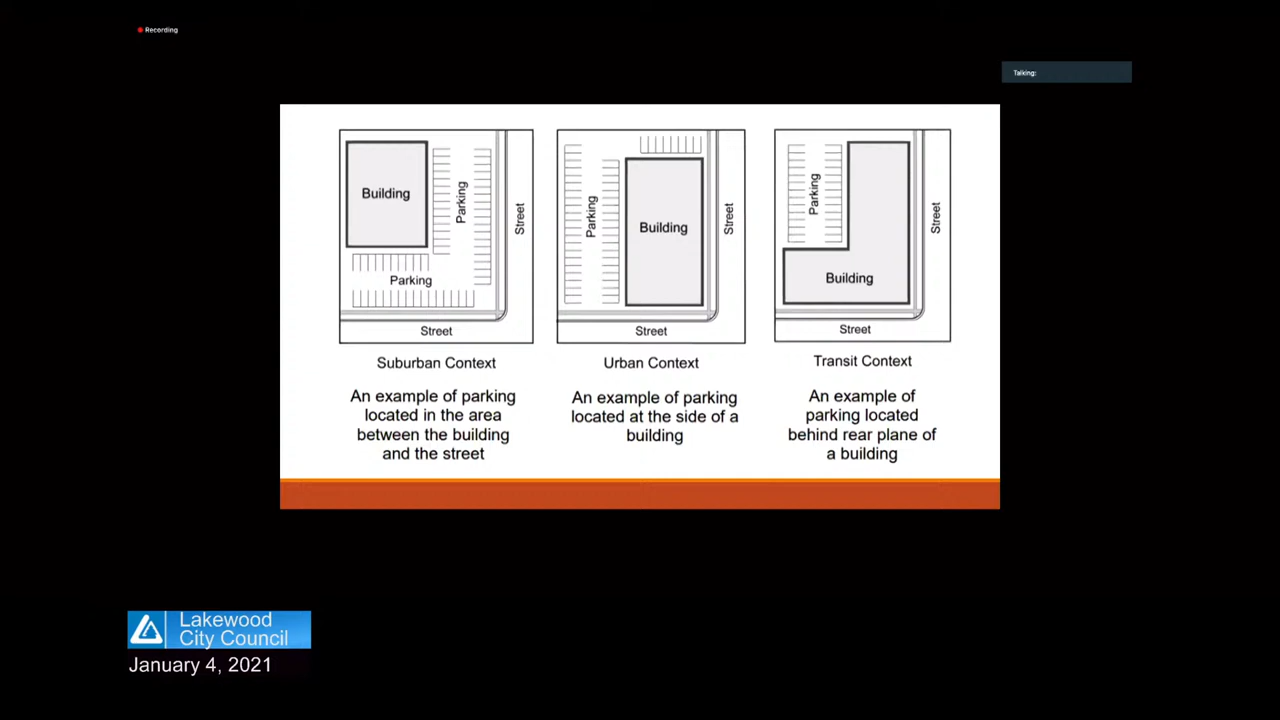 Recording
Talking:
Building
Parking
Parking
Street
Street
Suburban Context
An example of parking
located in the area
between the building
and the street
Parking
Building
Street
Street
Urban Context
An example of parking
located at the side of a
building
Parking
Building
Street
Street
Transit Context
An example of
parking located
behind rear plane of
a building
Lakewood
City Council
January 4, 2021